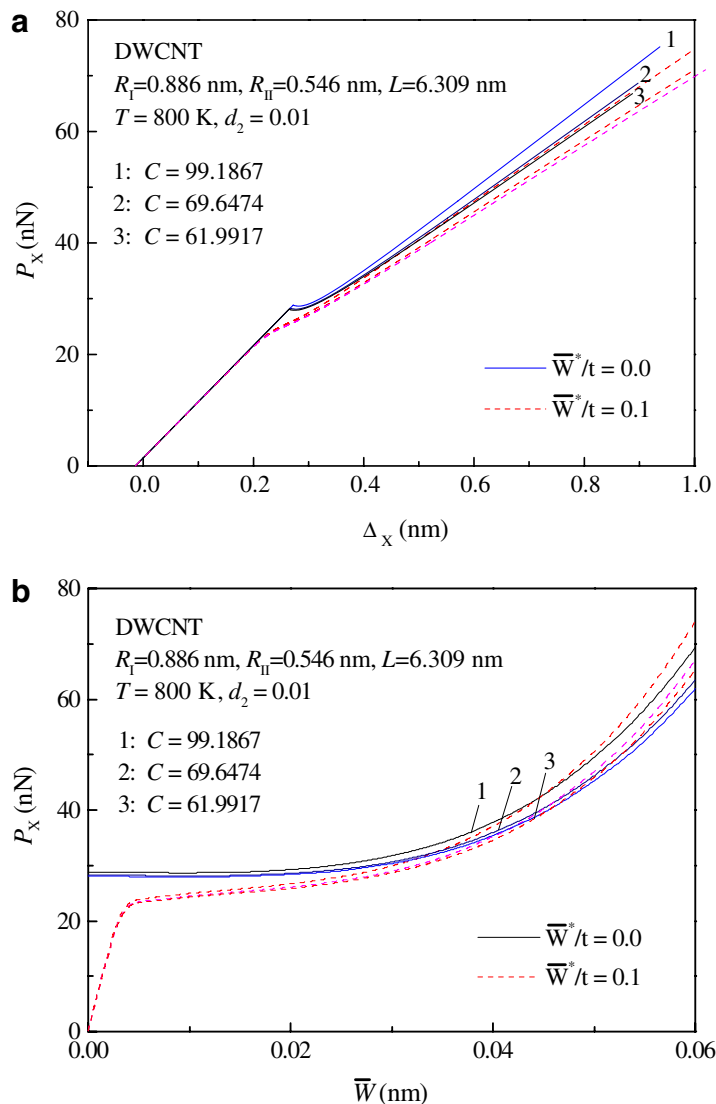 a
80
60
40
20
0
P_X (nN)
DWCNT
R_I=0.886 nm, R_II=0.546 nm, L=6.309 nm
T = 800 K, d_2 = 0.01
1: C = 99.1867
2: C = 69.6474
3: C = 61.9917
1
2
3
W̅*/t = 0.0
W̅*/t = 0.1
0.0 0.2 0.4 0.6 0.8 1.0
Δ_X (nm)
b
80
60
40
20
0
P_X (nN)
DWCNT
R_I=0.886 nm, R_II=0.546 nm, L=6.309 nm
T = 800 K, d_2 = 0.01
1: C = 99.1867
2: C = 69.6474
3: C = 61.9917
1 2 3
W̅*/t = 0.0
W̅*/t = 0.1
0.00 0.02 0.04 0.06
W̅ (nm)